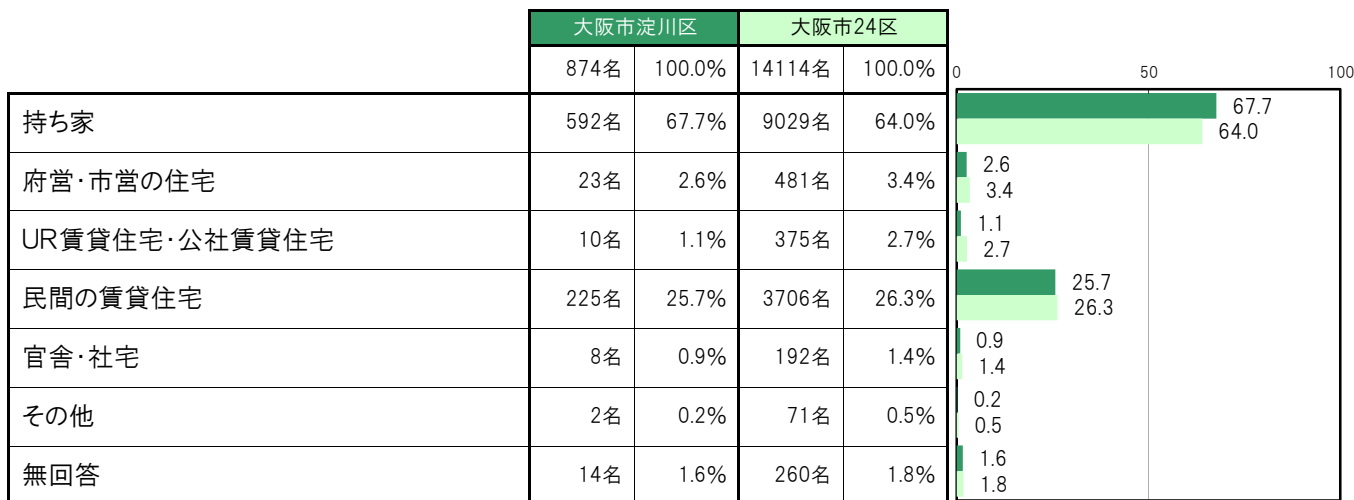 大阪市淀川区 大阪市24区
874名 100.0% 14114名 100.0% 0 50 100
持ち家 592名 67.7% 9029名 64.0% 67.7
64.0
府営・市営の住宅 23名 2.6% 481名 3.4% 2.6
3.4
UR賃貸住宅・公社賃貸住宅 10名 1.1% 375名 2.7% 1.1
2.7
民間の賃貸住宅 225名 25.7% 3706名 26.3% 25.7
26.3
官舎・社宅 8名 0.9% 192名 1.4% 0.9
1.4
その他 2名 0.2% 71名 0.5% 0.2
0.5
無回答 14名 1.6% 260名 1.8% 1.6
1.8